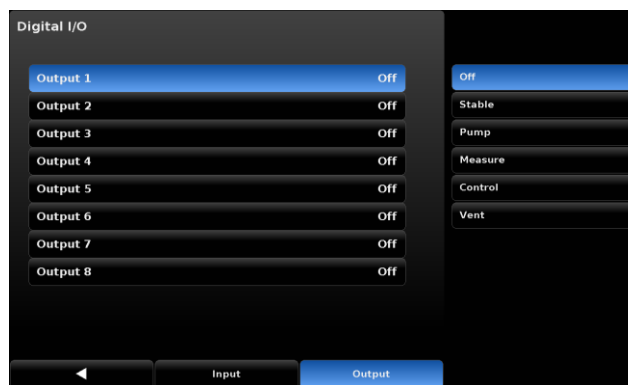 Digital I/O
Output 1 Off
Output 2 Off
Output 3 Off
Output 4 Off
Output 5 Off
Output 6 Off
Output 7 Off
Output 8 Off
Off
Stable
Pump
Measure
Control
Vent
Input Output